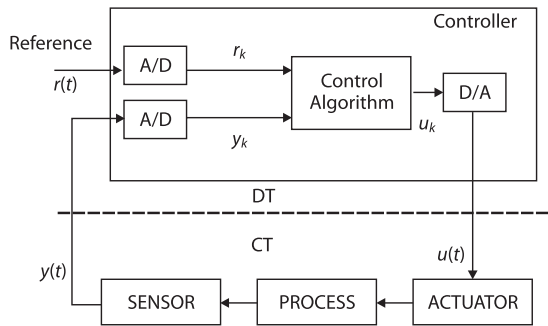 Controller
Reference
r(t)
A/D
r_k
A/D
y_k
Control
Algorithm
u_k
D/A
DT
CT
y(t)
u(t)
SENSOR
PROCESS
ACTUATOR